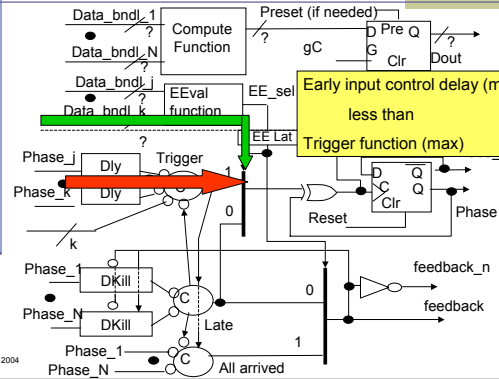 Data_bndl_1
Preset (if needed)
Compute
Function
?
D Pre Q
?
Data_bndl_N
?
gC
G
Clr
Dout
Data_bndl_j
?
EEval
function
EE_sel
Data_bndl_k
?
EE Lat
Early input control delay (m
less than
Trigger function (max)
Phase_j
Dly
Trigger
1
D
Q
C
Q
Clr
Phase_k
Dly
Phase
0
Reset
k
Phase_1
DKill
feedback_n
C
0
feedback
Phase_N
DKill
Late
2004
Phase_1
C
1
Phase_N
All arrived